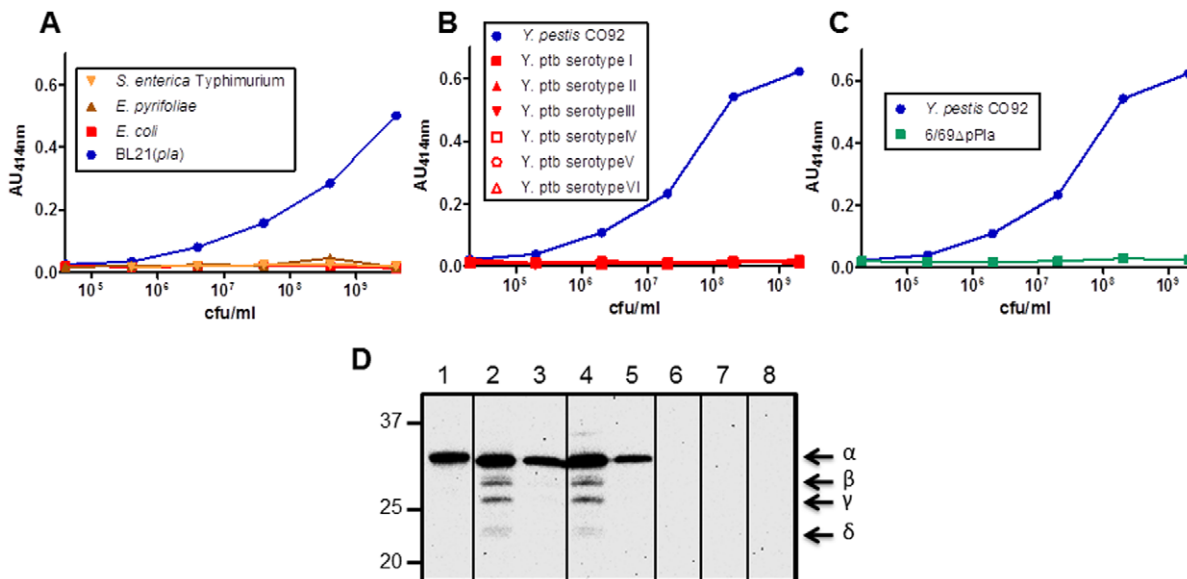 A
S. enterica Typhimurium
E. pyrifoliae
E. coli
BL21(pla)
AU414nm
0.6
0.4
0.2
0.0
10^5 10^6 10^7 10^8 10^9
cfu/ml
B
Y. pestis CO92
Y. ptb serotype I
Y. ptb serotype II
Y. ptb serotypeIII
Y. ptb serotypeIV
Y. ptb serotypeV
Y. ptb serotypeVI
AU414nm
0.6
0.4
0.2
0.0
10^5 10^6 10^7 10^8 10^9
cfu/ml
C
Y. pestis CO92
6/69ΔpPla
AU414nm
0.6
0.4
0.2
0.0
10^5 10^6 10^7 10^8 10^9
cfu/ml
D
1 2 3 4 5 6 7 8
37
25
20
α
β
γ
δ